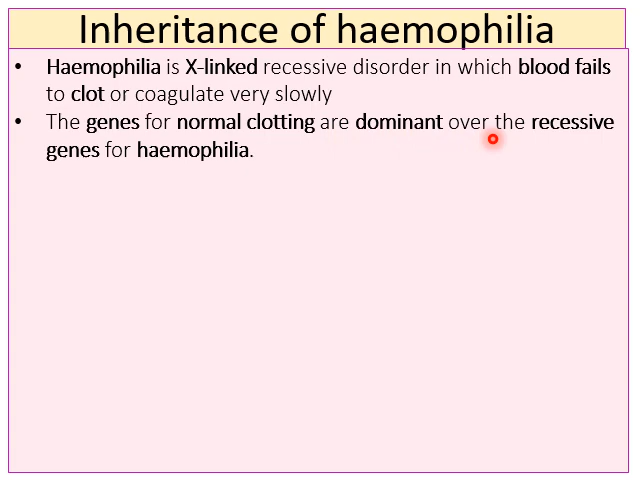 Inheritance of haemophilia
• Haemophilia is X-linked recessive disorder in which blood fails
to clot or coagulate very slowly
• The genes for normal clotting are dominant over the recessive
genes for haemophilia.